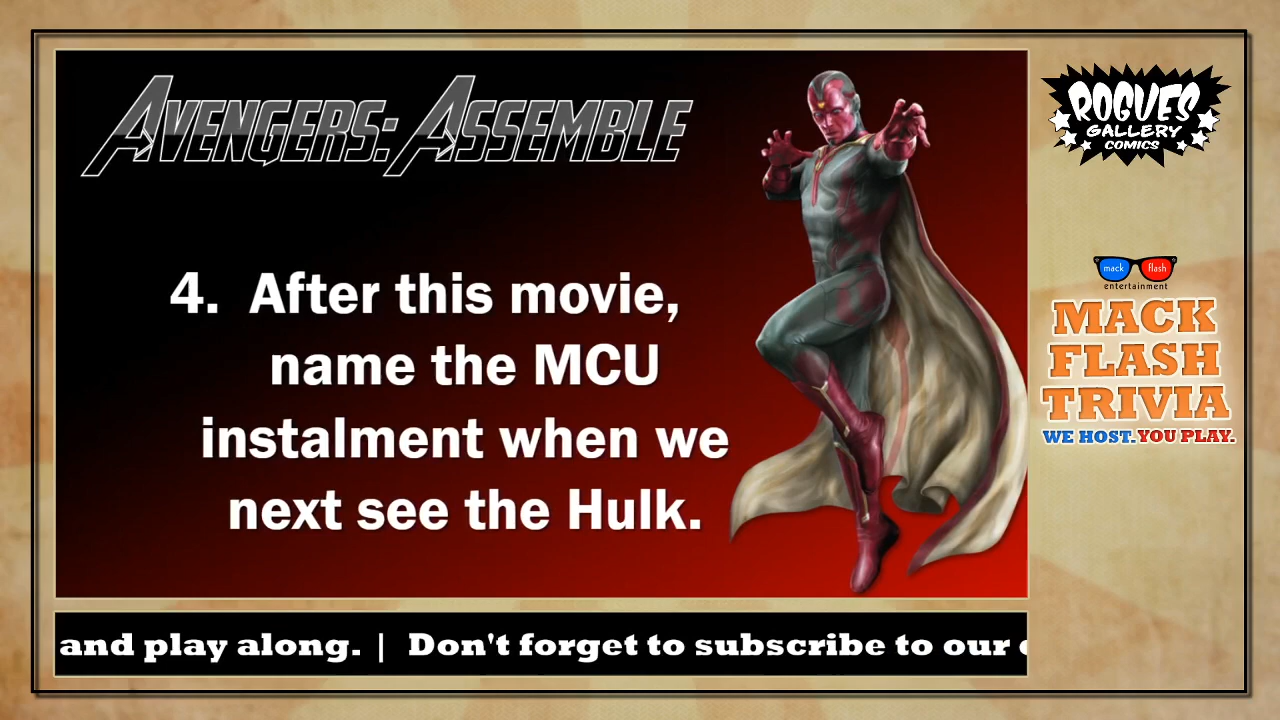 AVENGERS: ASSEMBLE
4. After this movie,
name the MCU
instalment when we
next see the Hulk.
and play along. | Don't forget to subscribe to our
ROGUES
GALLERY
COMICS
mack flash
entertainment
MACK
FLASH
TRIVIA
WE HOST. YOU PLAY.